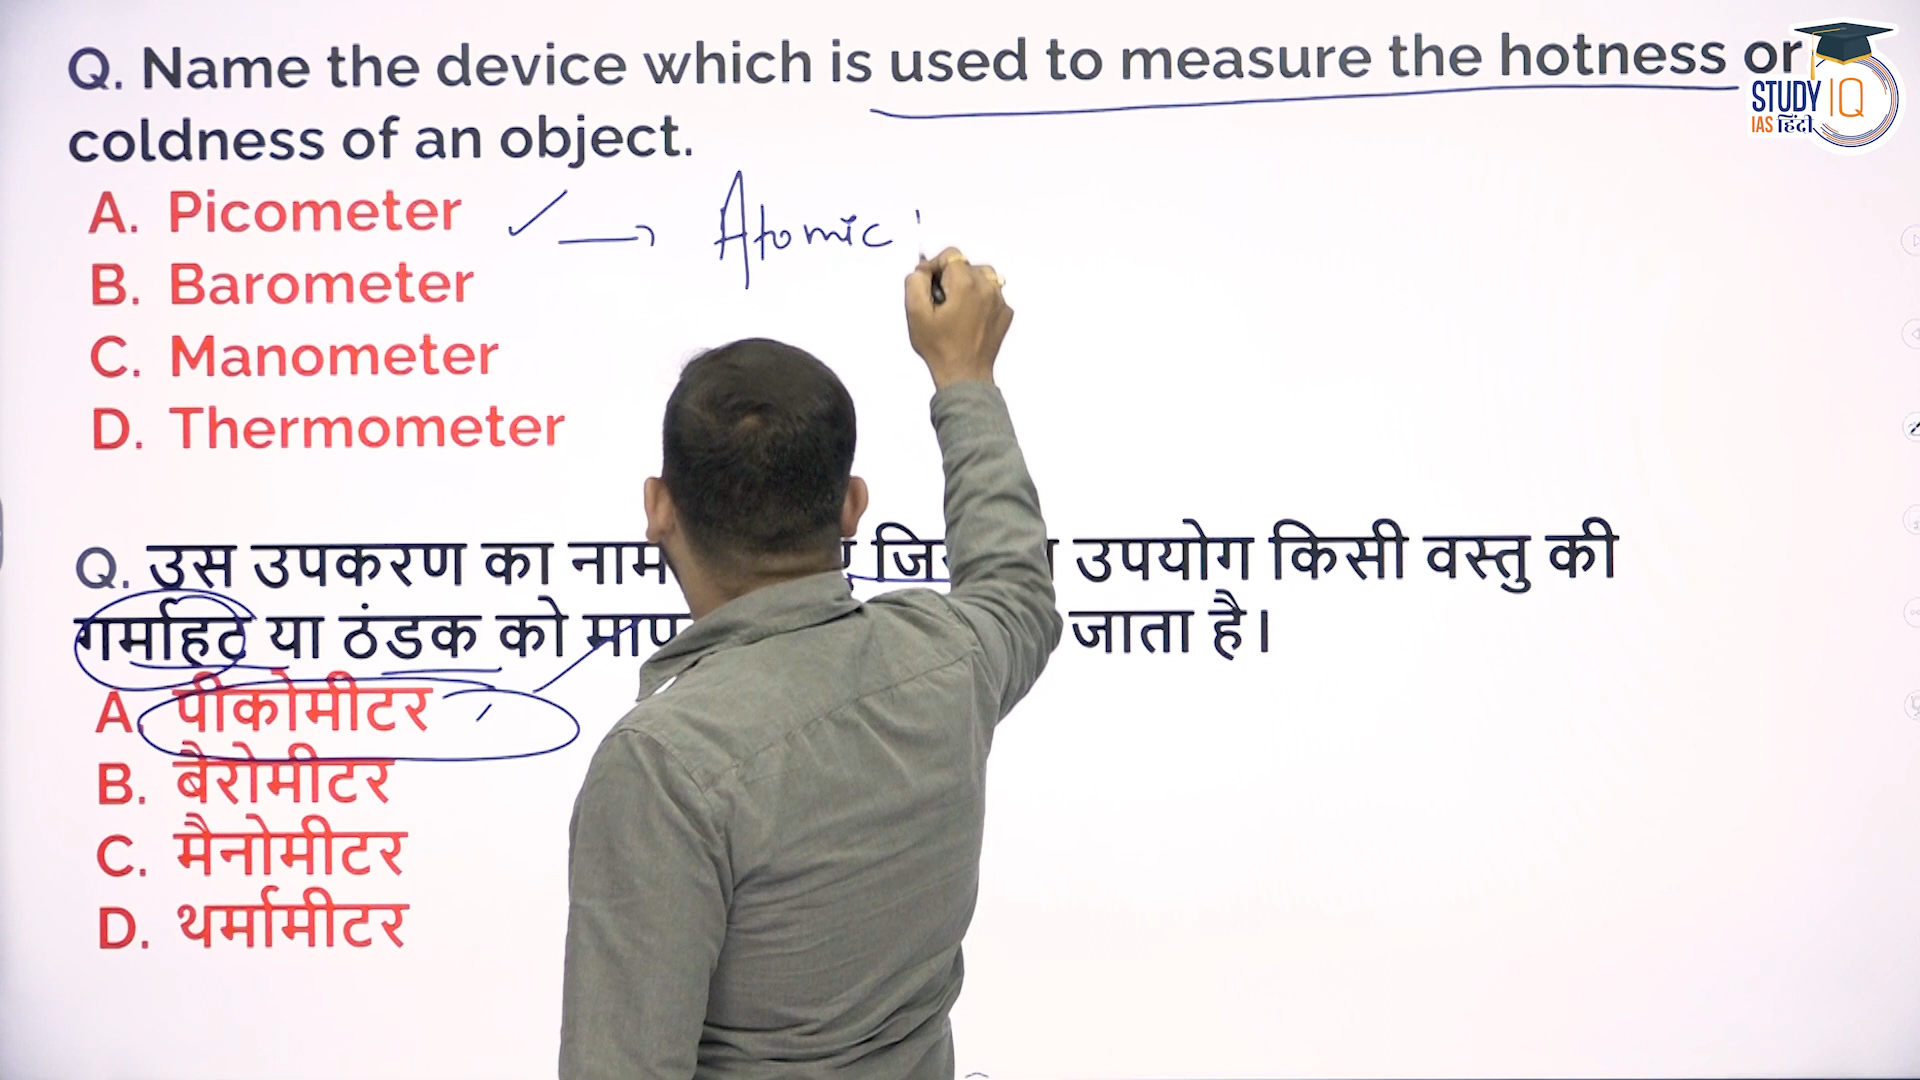 Q. Name the device which is used to measure the hotness or
coldness of an object.
A. Picometer → Atomic
B. Barometer
C. Manometer
D. Thermometer
Q. उस उपकरण का नाम उपयोग किसी वस्तु की
गर्माहट या ठंडक को जाता है।
A. पीकोमीटर
B. बैरोमीटर
C. मैनोमीटर
D. थर्मामीटर
STUDY IQ
IAS हिंदी